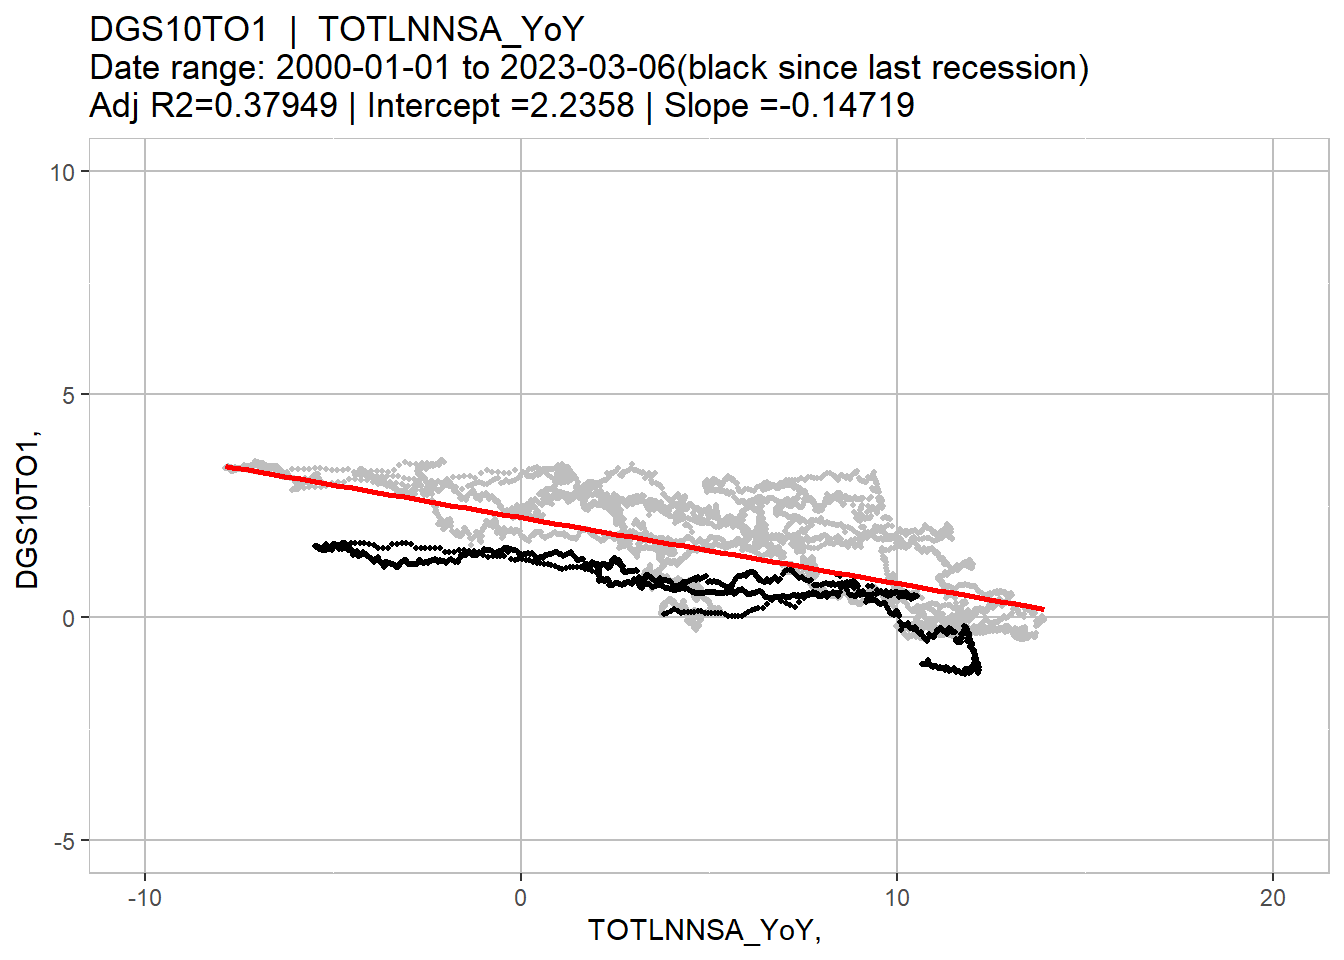 DGS10TO1 | TOTLNNSA_YoY
Date range: 2000-01-01 to 2023-03-06(black since last recession)
Adj R2=0.37949 | Intercept =2.2358 | Slope =-0.14719
10
5
0
-5
DGS10TO1,
-10
0
10
20
TOTLNNSA_YoY,